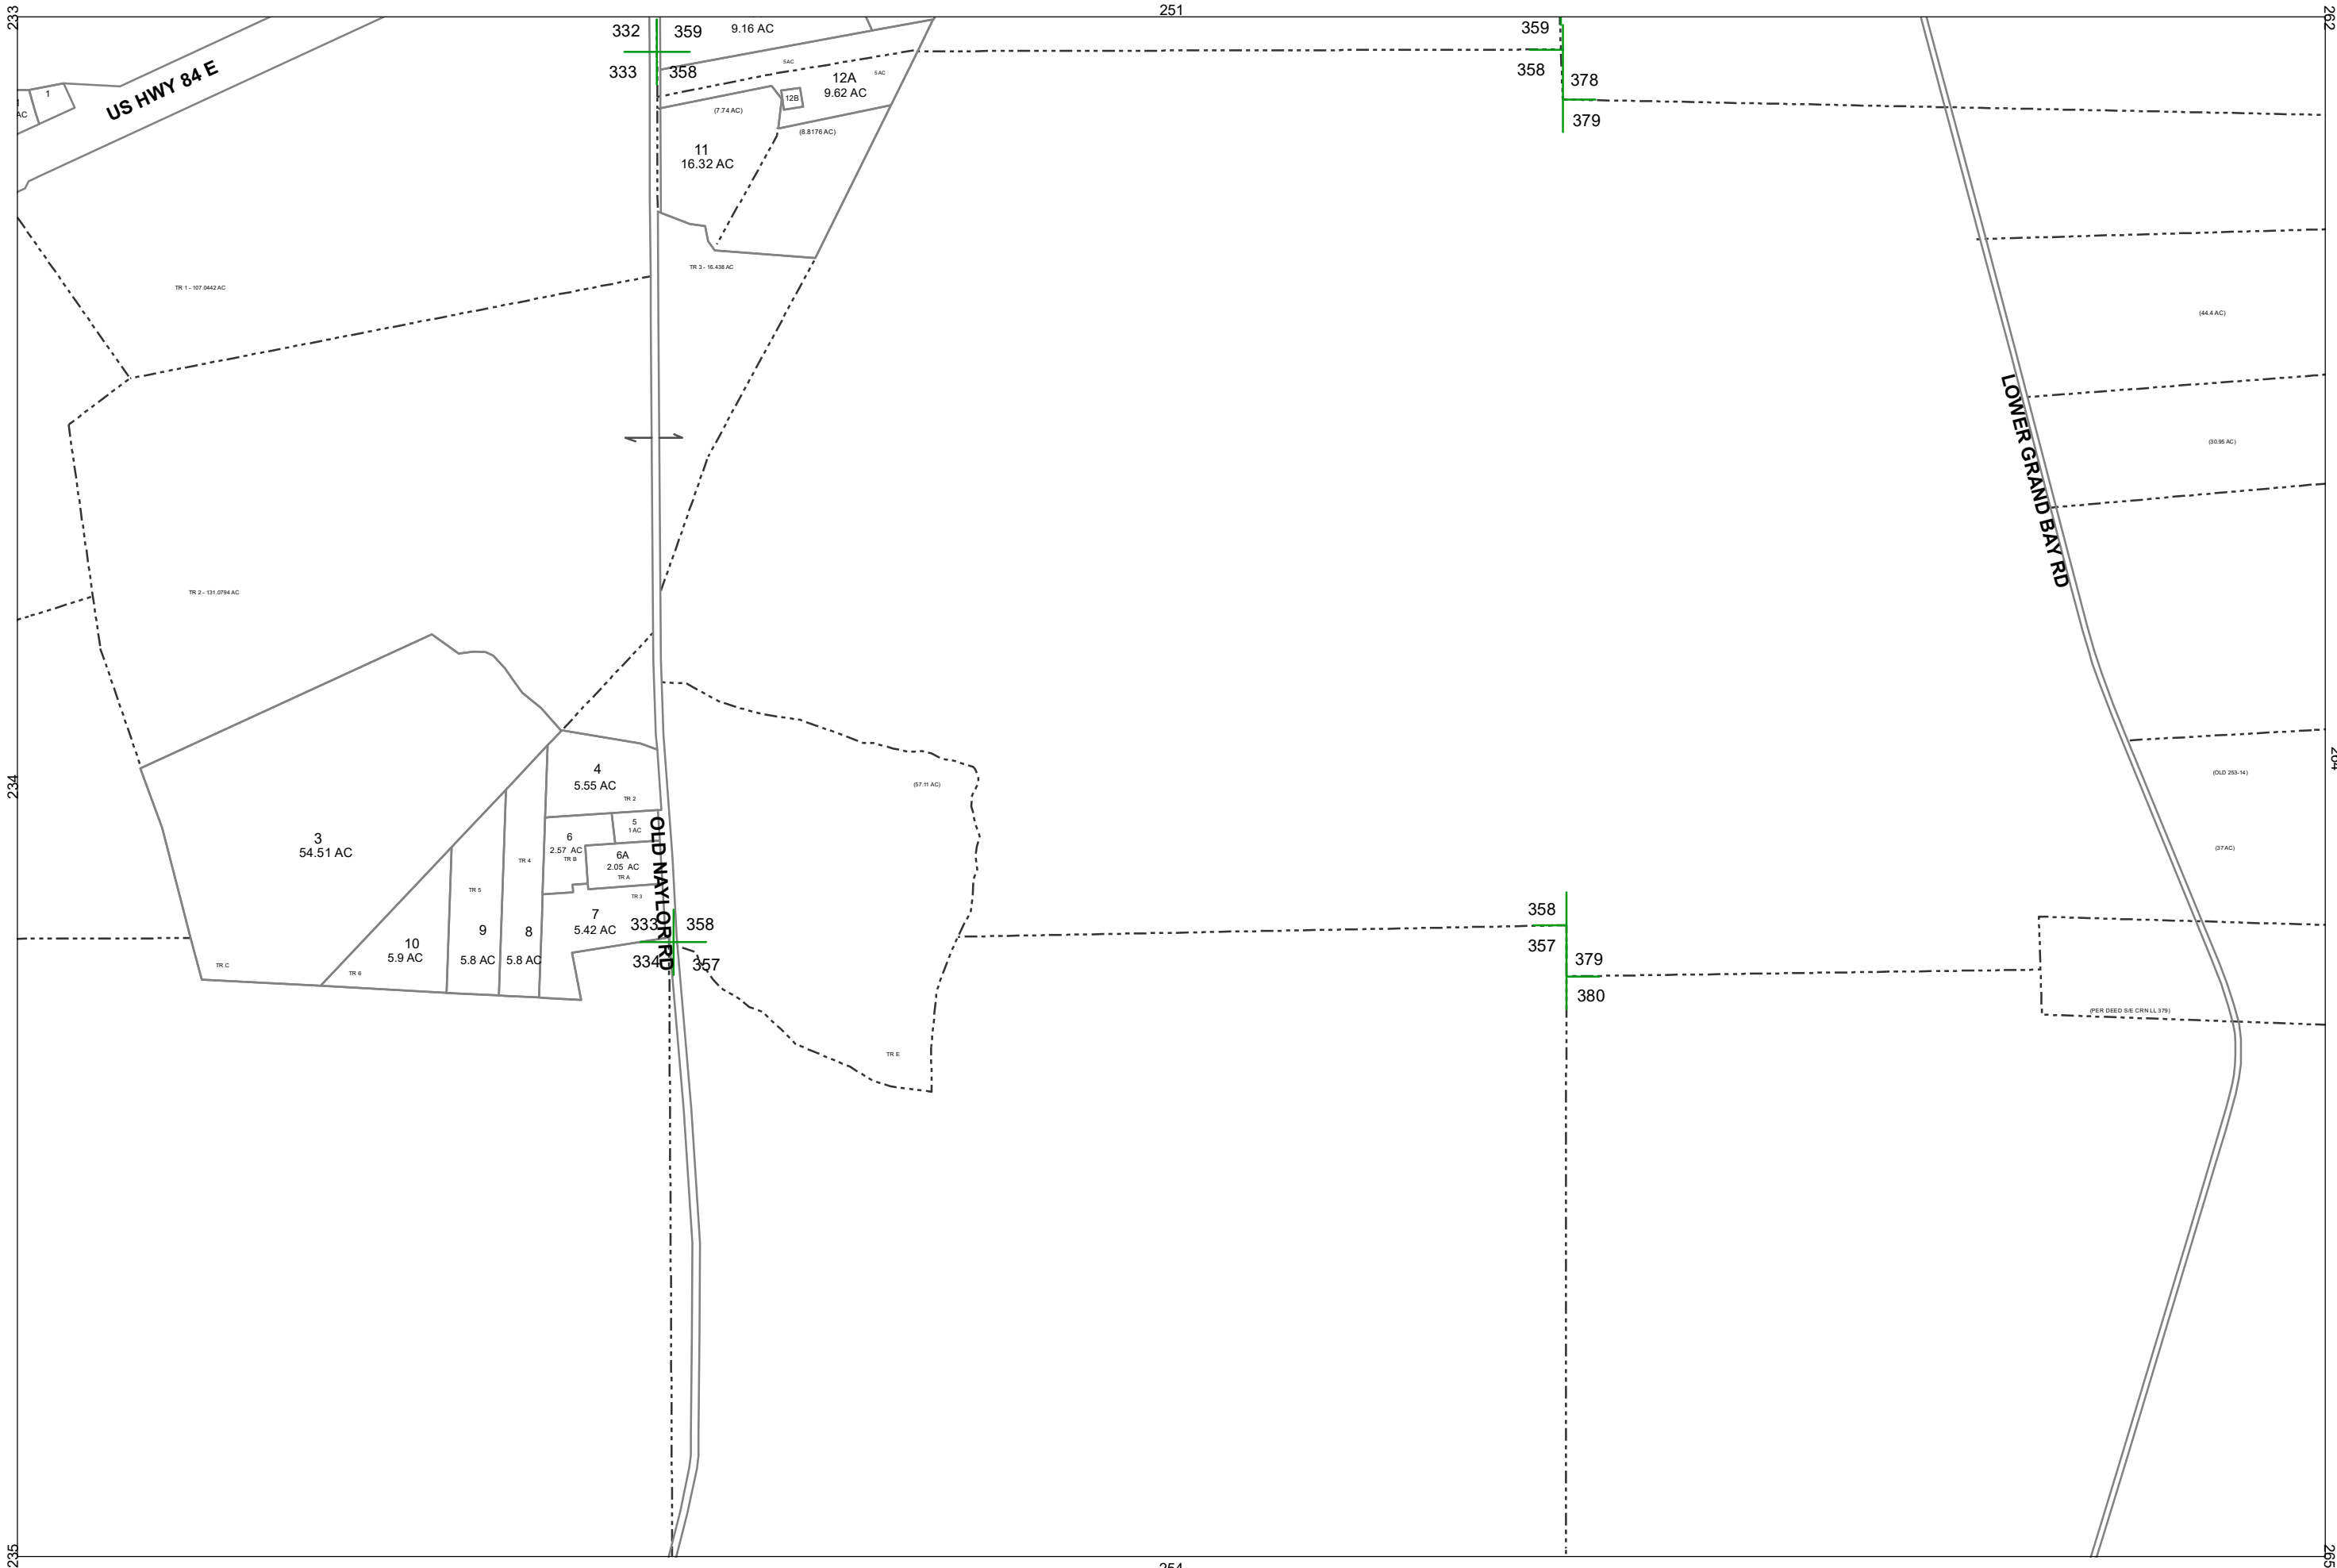 233
251
262
332
359
9.16 AC
359
333
358
358
378
379
US HWY 84 E
1
AC
5 AC
12A
5 AC
9.62 AC
12B
(7.74 AC)
(8.8176 AC)
11
16.32 AC
TR 3 - 16.438 AC
TR 1 - 107.0442 AC
(44.4 AC)
LOWER GRAND BAY RD
(30.95 AC)
TR 2 - 131.0794 AC
234
264
4
5.55 AC
TR 2
(57.11 AC)
(OLD 253-14)
5
1 AC
OLD NAYLOR RD
3
54.51 AC
6
2.57 AC
TR B
6A
2.05 AC
TR A
TR 4
(37 AC)
TR 5
TR 3
7
5.42 AC
333
358
358
357
10
5.9 AC
9
5.8 AC
8
5.8 AC
334
357
379
380
TR C
TR 6
(PER DEED S/E CRN LL 379)
TR E
235
254
265